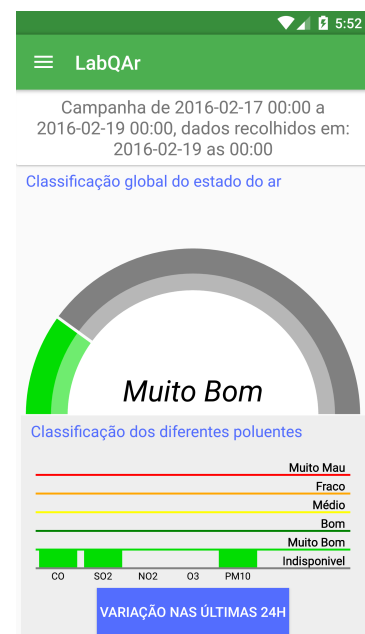 5:52
LabQAr
Campanha de 2016-02-17 00:00 a
2016-02-19 00:00, dados recolhidos em:
2016-02-19 as 00:00
Classificação global do estado do ar
Muito Bom
Classificação dos diferentes poluentes
Muito Mau
Fraco
Médio
Bom
Muito Bom
Indisponivel
CO SO2 NO2 O3 PM10
VARIAÇÃO NAS ÚLTIMAS 24H